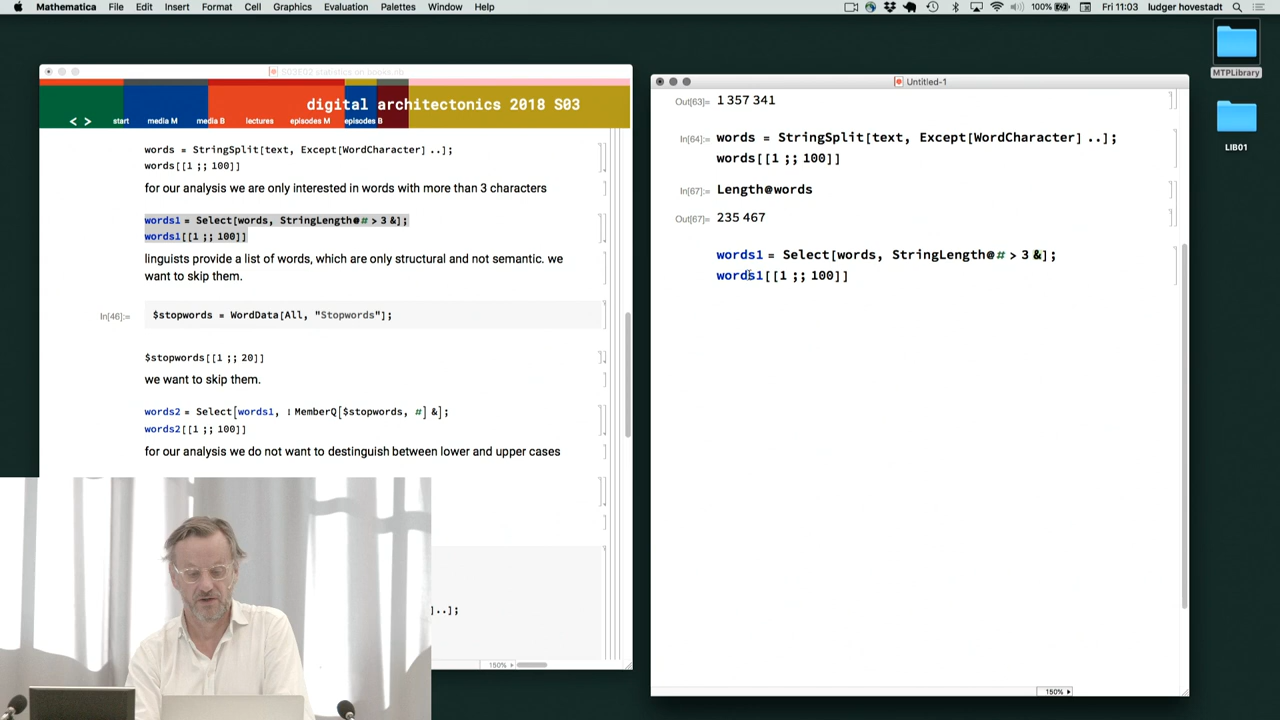 Mathematica File Edit Insert Format Cell Graphics Evaluation Palettes Window Help
100% Fri 11:03 ludger hovestadt
S03E02 statistics on books.nb
digital architectonics 2018 S03
< > start media M media B lectures episodes M episodes B
words = StringSplit[text, Except[WordCharacter] ..];
words[[1 ;; 100]]
for our analysis we are only interested in words with more than 3 characters
words1 = Select[words, StringLength@# > 3 &];
words1[[1 ;; 100]]
linguists provide a list of words, which are only structural and not semantic. we
want to skip them.
In[46]:= $stopwords = WordData[All, "Stopwords"];
$stopwords[[1 ;; 20]]
we want to skip them.
words2 = Select[words1, ! MemberQ[$stopwords, #] &];
words2[[1 ;; 100]]
for our analysis we do not want to destinguish between lower and upper cases
]..];
150%
Untitled-1
Out[63]= 1 357 341
In[64]:= words = StringSplit[text, Except[WordCharacter] ..];
words[[1 ;; 100]]
In[67]:= Length@words
Out[67]= 235 467
words1 = Select[words, StringLength@# > 3 &];
words1[[1 ;; 100]]
150%
MTPLibrary
LIB01